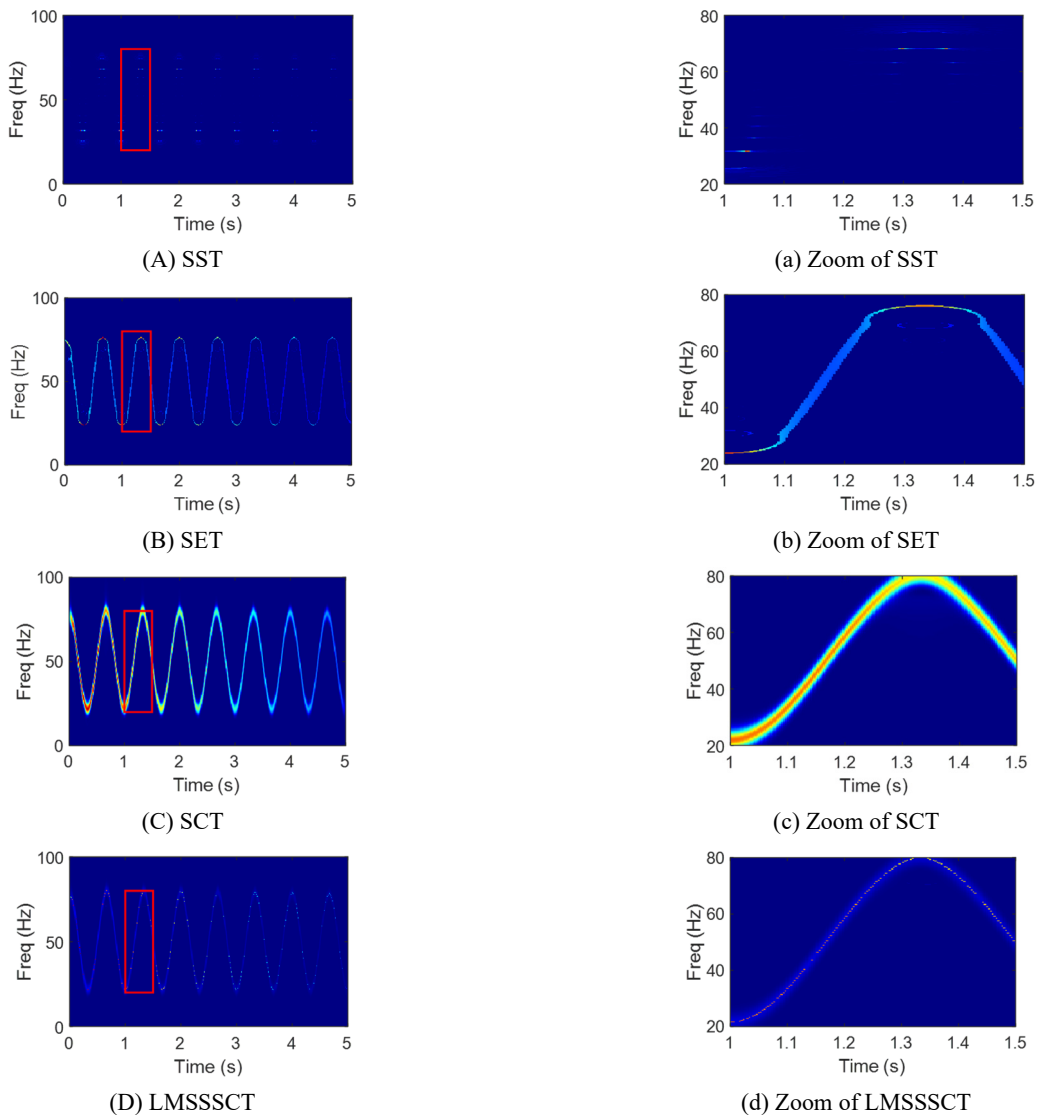 100
50
0
Freq (Hz)
0 1 2 3 4 5
Time (s)
(A) SST
80
60
40
20
Freq (Hz)
1 1.1 1.2 1.3 1.4 1.5
Time (s)
(a) Zoom of SST
100
50
0
Freq (Hz)
0 1 2 3 4 5
Time (s)
(B) SET
80
60
40
20
Freq (Hz)
1 1.1 1.2 1.3 1.4 1.5
Time (s)
(b) Zoom of SET
100
50
0
Freq (Hz)
0 1 2 3 4 5
Time (s)
(C) SCT
80
60
40
20
Freq (Hz)
1 1.1 1.2 1.3 1.4 1.5
Time (s)
(c) Zoom of SCT
100
50
0
Freq (Hz)
0 1 2 3 4 5
Time (s)
(D) LMSSSCT
80
60
40
20
Freq (Hz)
1 1.1 1.2 1.3 1.4 1.5
Time (s)
(d) Zoom of LMSSSCT